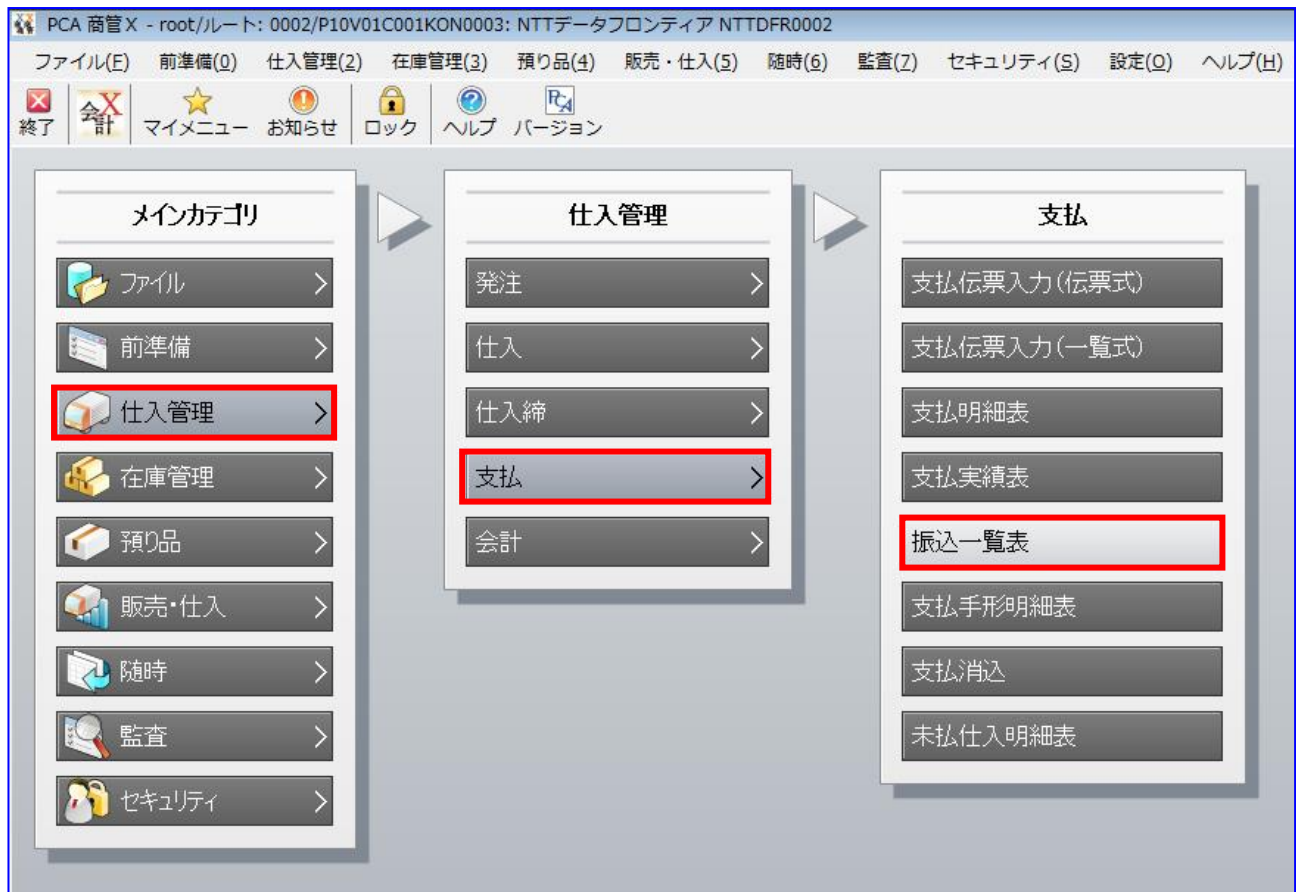 PCA 商管X - root/ルート: 0002/P10V01C001KON0003: NTTデータフロンティア NTTDFR0002
ファイル(F) 前準備(0) 仕入管理(2) 在庫管理(3) 預り品(4) 販売・仕入(5) 随時(6) 監査(7) セキュリティ(S) 設定(O) ヘルプ(H)
終了 会計X マイメニュー お知らせ ロック ヘルプ PCA バージョン
メインカテゴリ
ファイル
前準備
仕入管理
在庫管理
預り品
販売・仕入
随時
監査
セキュリティ
仕入管理
発注
仕入
仕入締
支払
会計
支払
支払伝票入力(伝票式)
支払伝票入力(一覧式)
支払明細表
支払実績表
振込一覧表
支払手形明細表
支払消込
未払仕入明細表